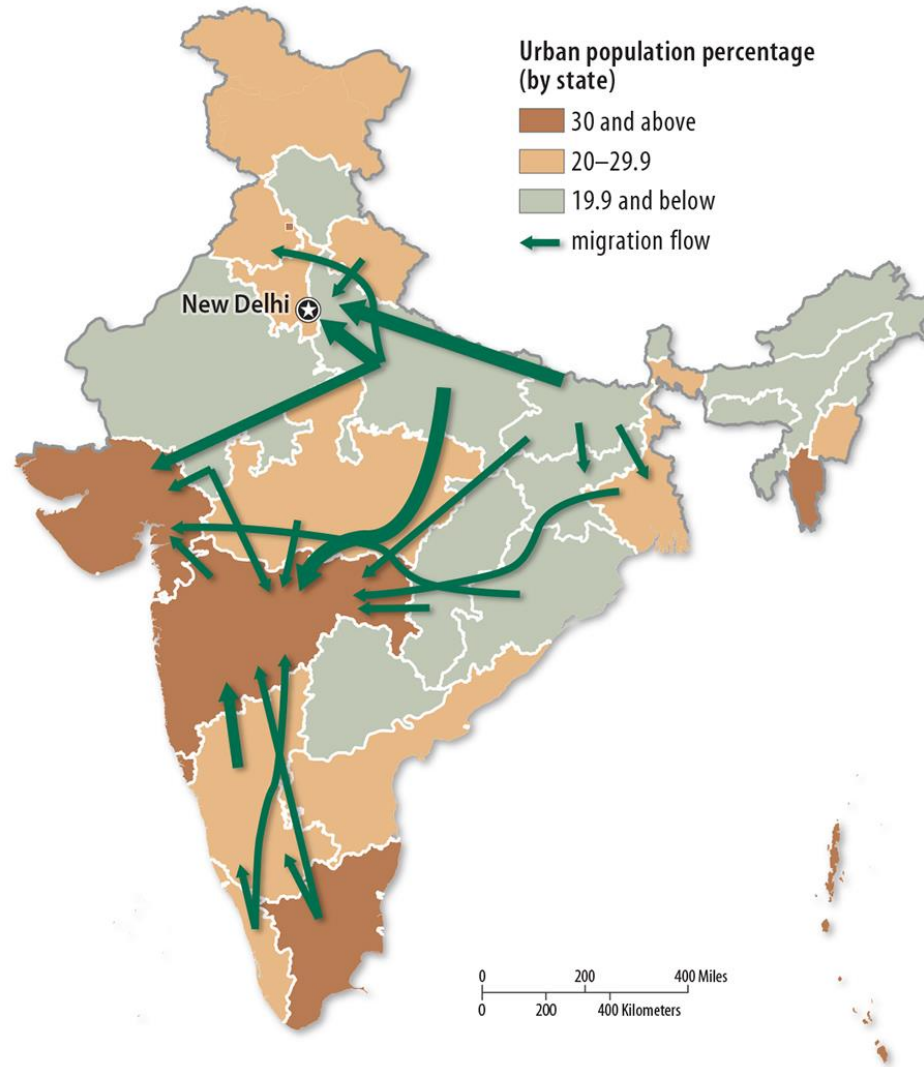 Urban population percentage
(by state)
30 and above
20–29.9
19.9 and below
migration flow
New Delhi
0 200 400 Miles
0 200 400 Kilometers